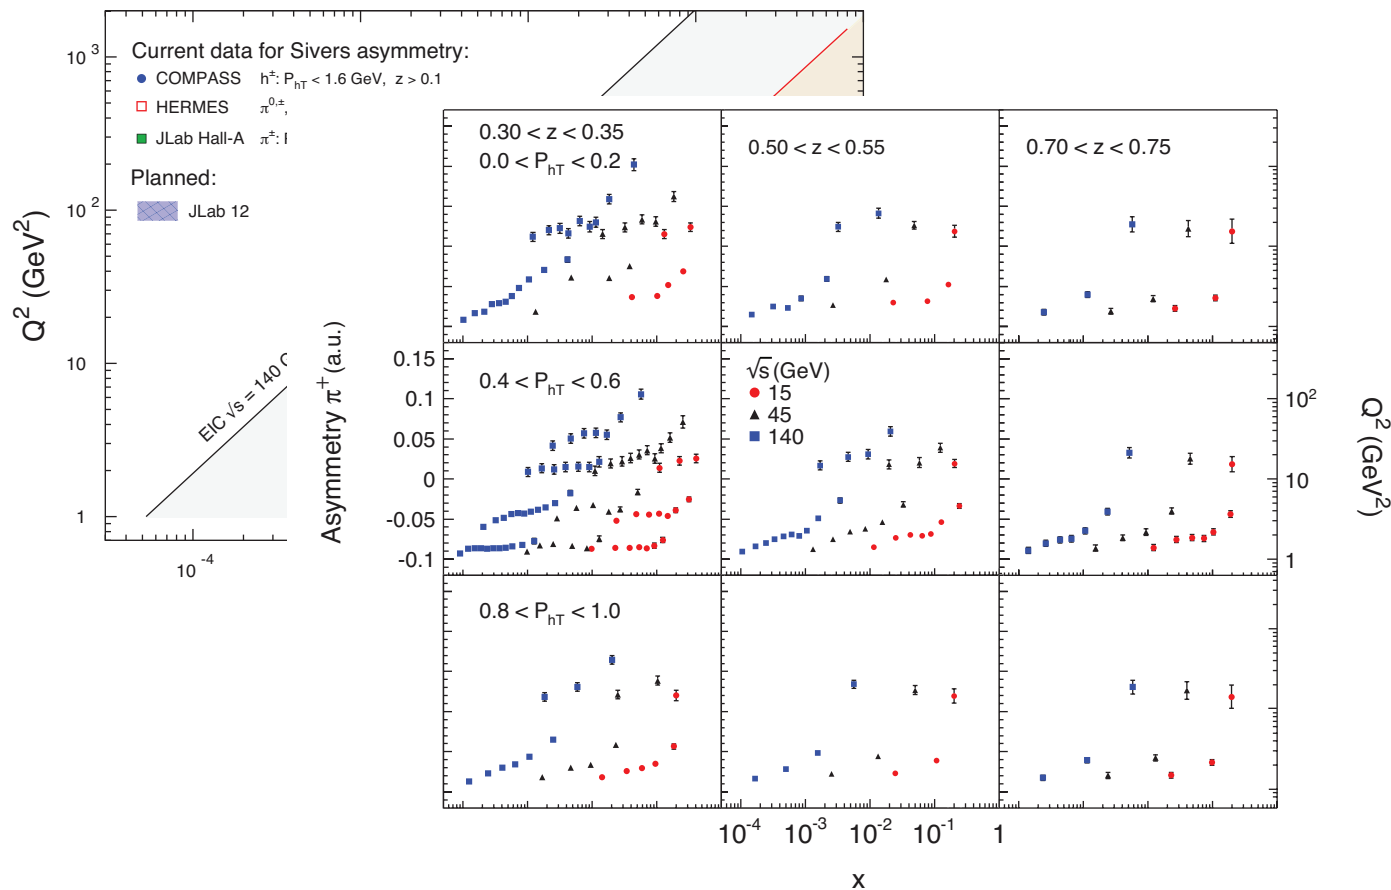 10³
Current data for Sivers asymmetry:
COMPASS h±: P_hT < 1.6 GeV, z > 0.1
HERMES π⁰,±,
JLab Hall-A π±:
Planned:
JLab 12
10²
Q² (GeV²)
10
1
10⁻⁴
EIC √s = 140
0.30 < z < 0.35
0.0 < P_hT < 0.2
0.50 < z < 0.55
0.70 < z < 0.75
Asymmetry π⁺ (a.u.)
0.15
0.1
0.05
0
-0.05
-0.1
0.4 < P_hT < 0.6
√s (GeV)
15
45
140
10²
10
1
Q² (GeV²)
0.8 < P_hT < 1.0
10⁻⁴ 10⁻³ 10⁻² 10⁻¹ 1
x